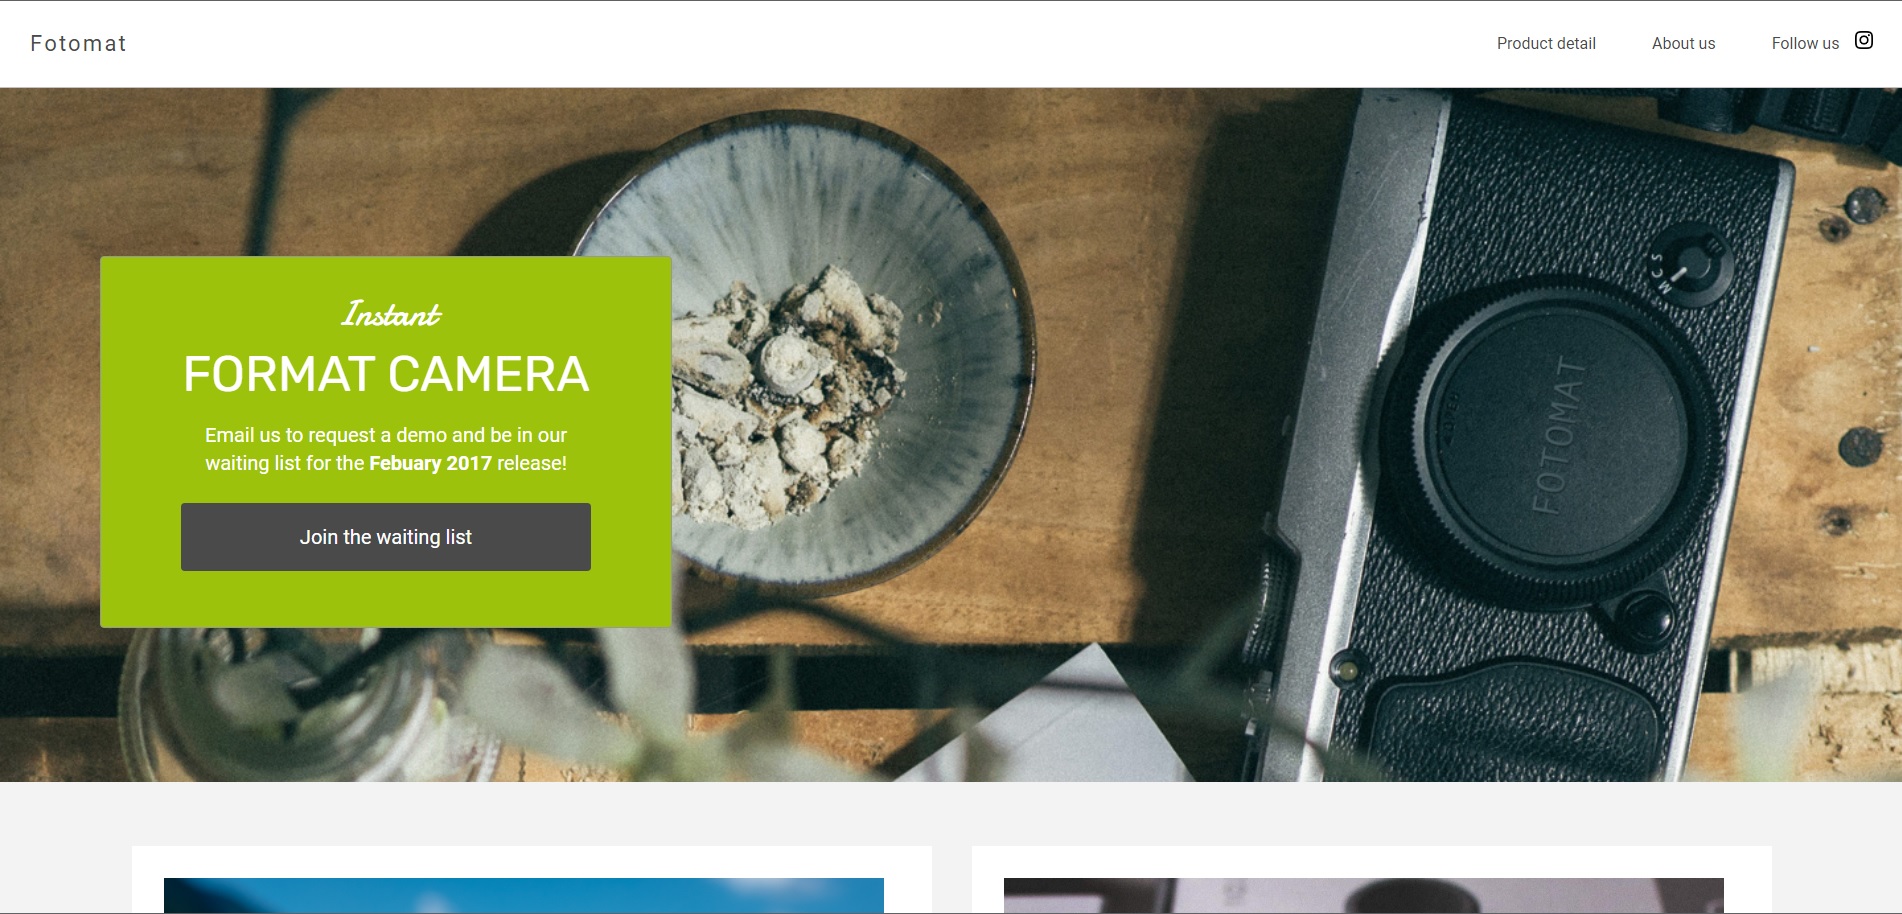 Fotomat
Product detail
About us
Follow us
Instant
FORMAT CAMERA
Email us to request a demo and be in our
waiting list for the Febuary 2017 release!
Join the waiting list
M C S
FOTOMAT